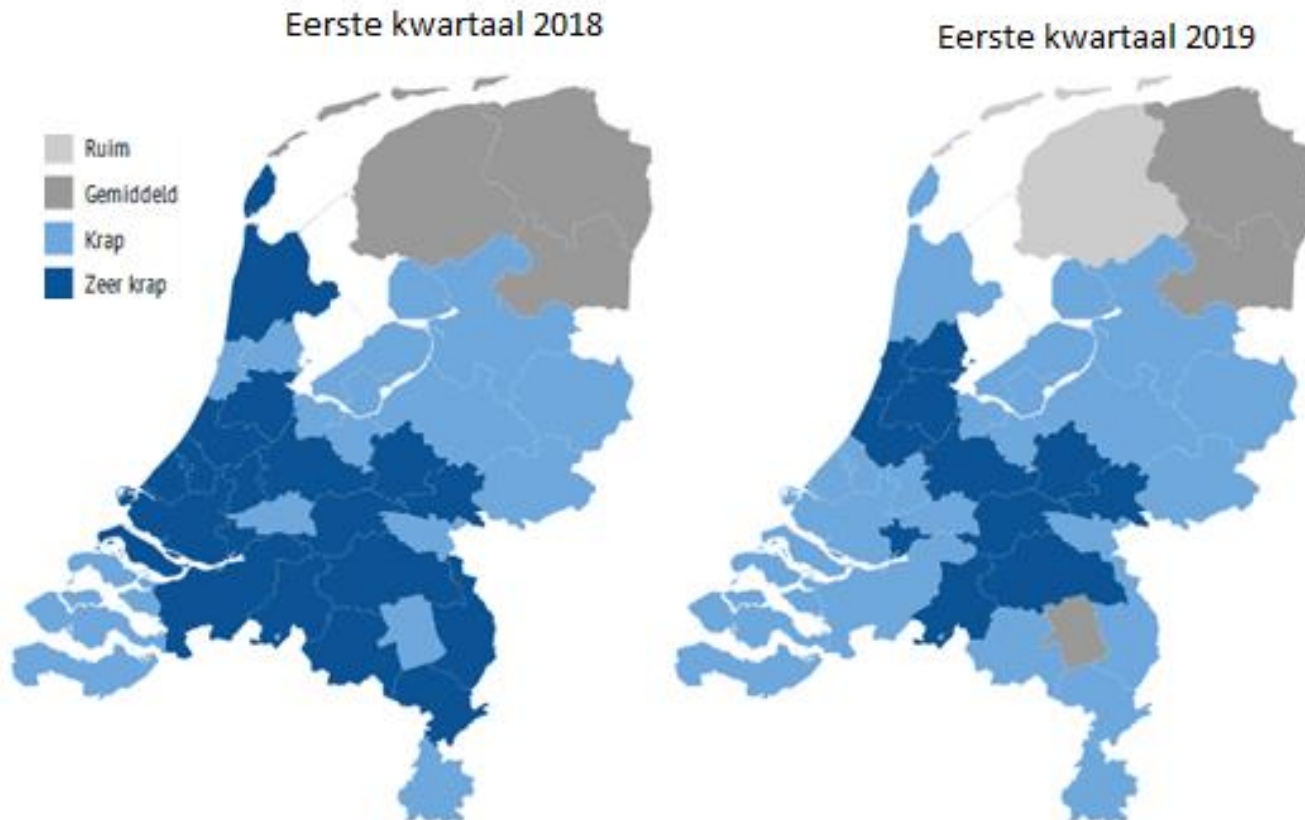 Eerste kwartaal 2018
Eerste kwartaal 2019
Ruim
Gemiddeld
Krap
Zeer krap